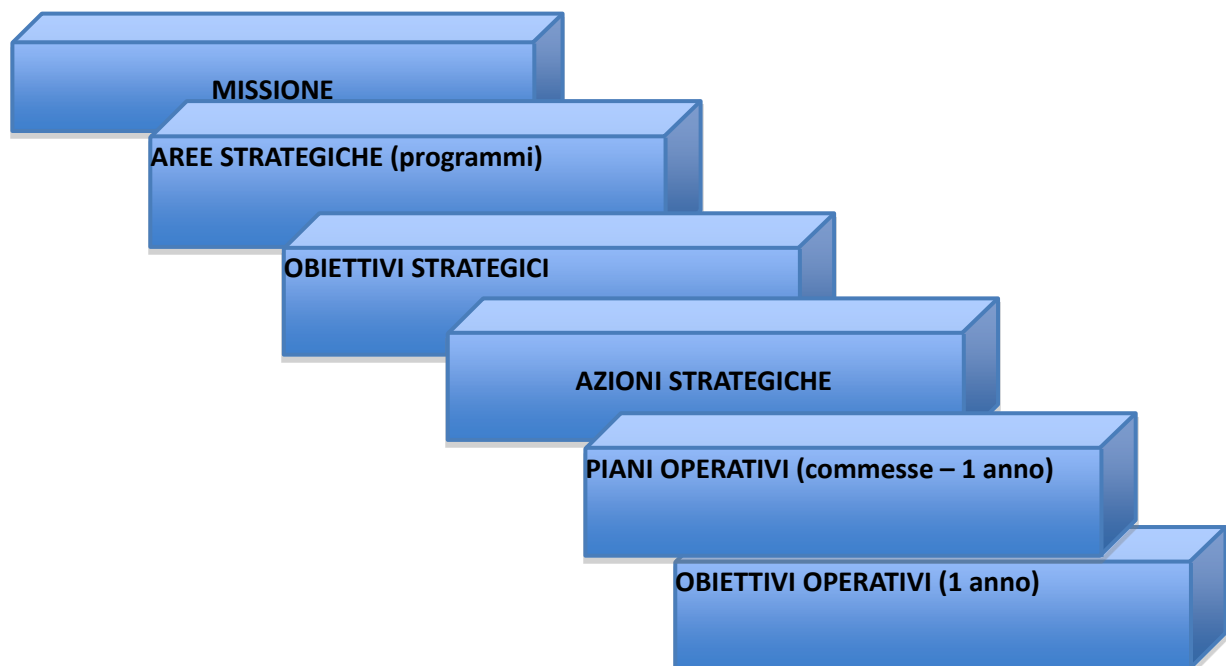 MISSIONE
AREE STRATEGICHE (programmi)
OBIETTIVI STRATEGICI
AZIONI STRATEGICHE
PIANI OPERATIVI (commesse – 1 anno)
OBIETTIVI OPERATIVI (1 anno)